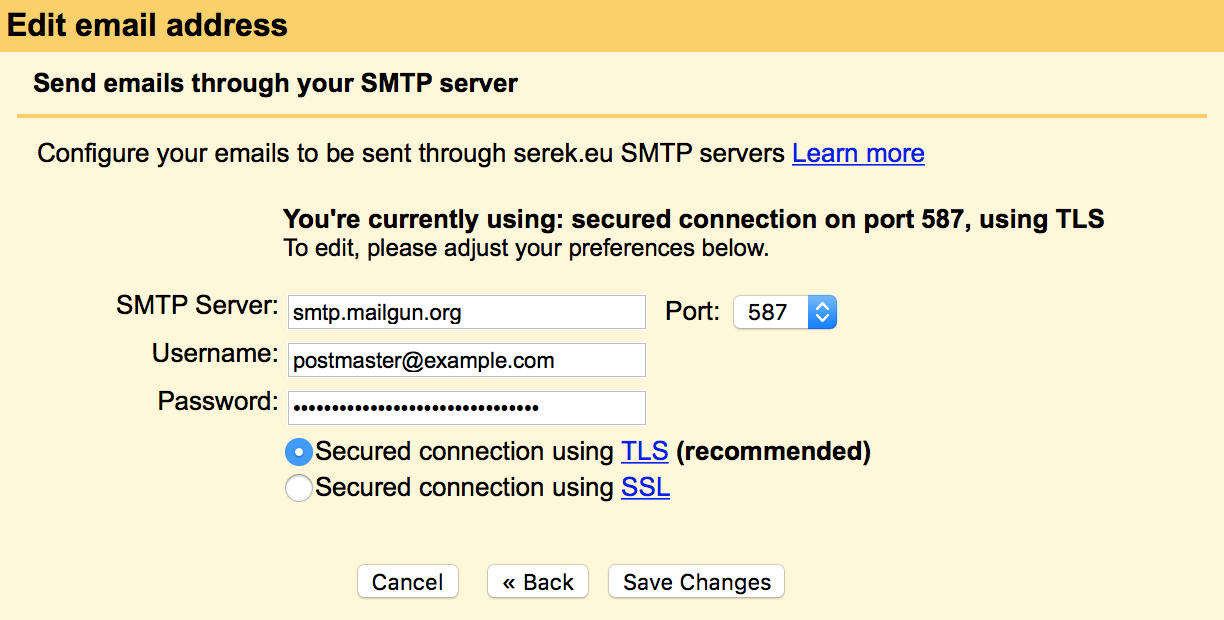 Edit email address
Send emails through your SMTP server
Configure your emails to be sent through serek.eu SMTP servers Learn more
You're currently using: secured connection on port 587, using TLS
To edit, please adjust your preferences below.
SMTP Server: smtp.mailgun.org Port: 587
Username: postmaster@example.com
Password: ••••••••••••••••••••••••••••••••
Secured connection using TLS (recommended)
Secured connection using SSL
Cancel « Back Save Changes